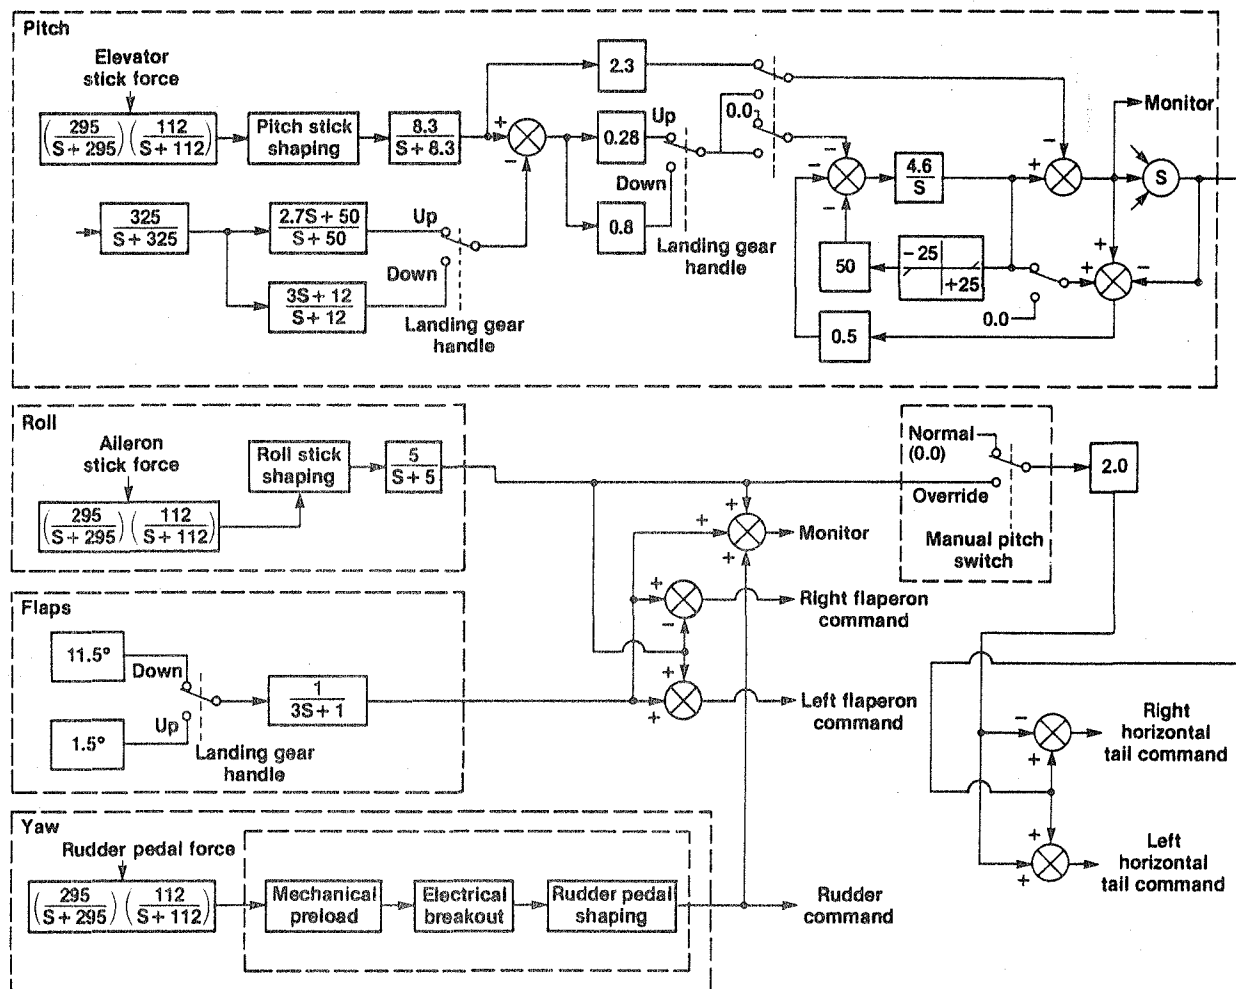 Pitch
Elevator
stick force
(295 / S + 295) (112 / S + 112)
Pitch stick
shaping
8.3 / S + 8.3
+
−
2.3
0.28
Up
0.0
Down
0.8
Landing gear
handle
325 / S + 325
2.7S + 50 / S + 50
Up
Down
3S + 12 / S + 12
Landing gear
handle
−
−
−
4.6 / S
+
−
Monitor
S
50
− 25
+25
0.0
+
+
−
0.5
Roll
Aileron
stick force
(295 / S + 295) (112 / S + 112)
Roll stick
shaping
5 / S + 5
Normal
(0.0)
Override
Manual pitch
switch
2.0
+
+
+
Monitor
+
−
Right flaperon
command
+
+
Left flaperon
command
Flaps
11.5°
Down
1.5°
Up
Landing gear
handle
1 / 3S + 1
−
+
Right
horizontal
tail command
+
+
Left
horizontal
tail command
Yaw
Rudder pedal force
(295 / S + 295) (112 / S + 112)
Mechanical
preload
Electrical
breakout
Rudder pedal
shaping
Rudder
command